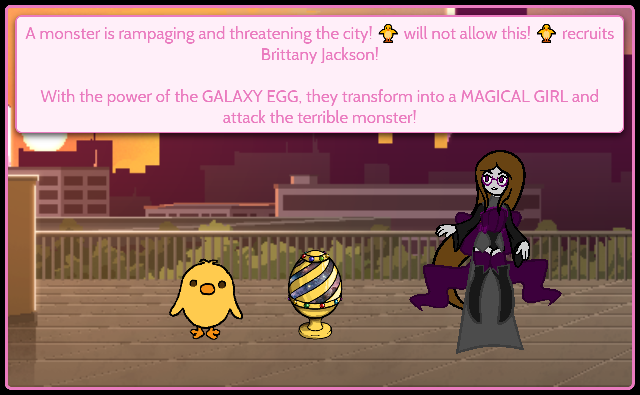 A monster is rampaging and threatening the city! 🐥 will not allow this! 🐥 recruits
Brittany Jackson!
With the power of the GALAXY EGG, they transform into a MAGICAL GIRL and
attack the terrible monster!